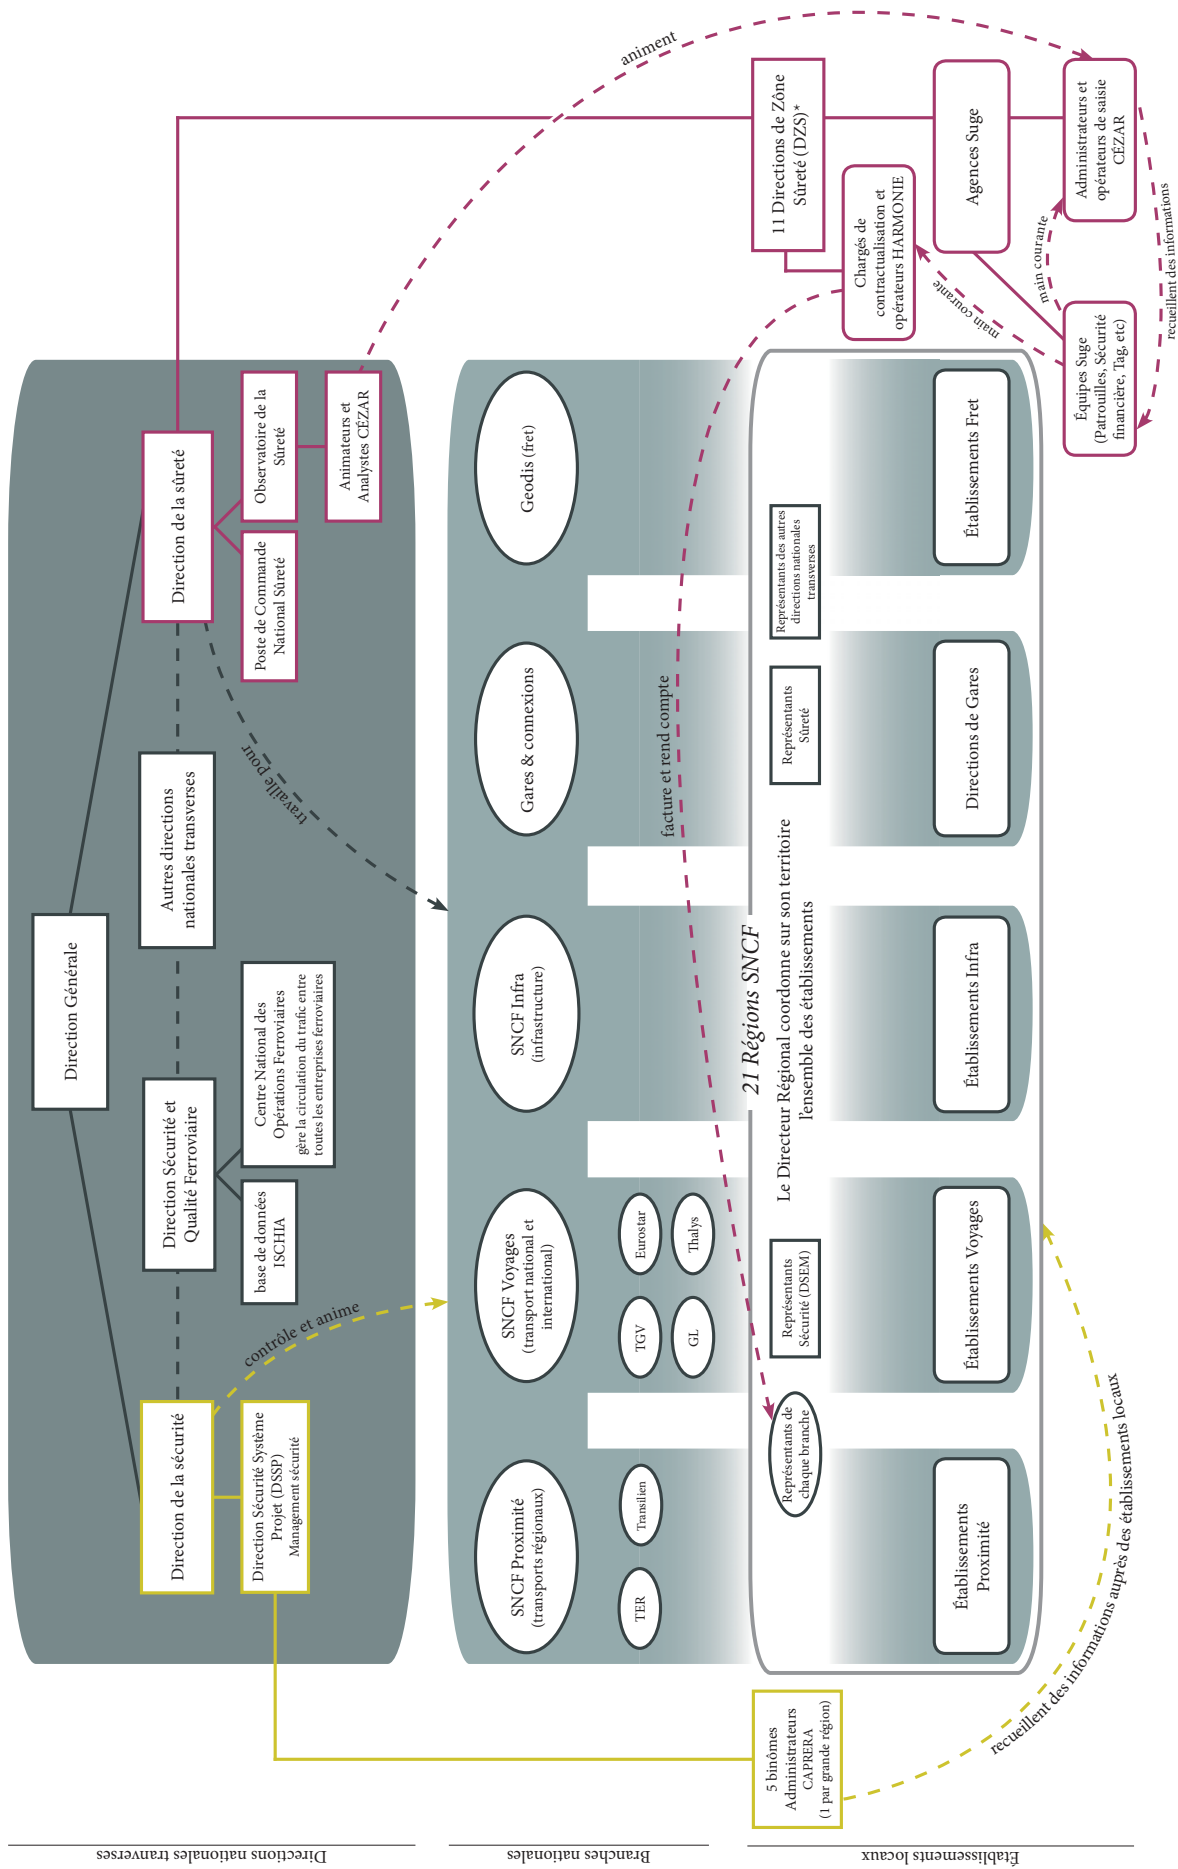 Directions nationales tranverses
Direction Générale
Direction de la sécurité
Direction Sécurité et
Qualité Ferroviaire
Autres directions
nationales transverses
Direction de la sûreté
Direction Sécurité Système
Projet (DSSP)
Management sécurité
base de données
ISCHIA
Centre National des
Opérations Ferroviaires
gère la circulation du trafic entre
toutes les entreprises ferroviaires
Poste de Commande
National Sûreté
Observatoire de la
Sûreté
Animateurs et
Analystes CÉZAR
contrôle et anime
travaille pour
animent
Branches nationales
SNCF Proximité
(transports régionaux)
SNCF Voyages
(transport national et
international)
SNCF Infra
(infrastructure)
Gares & connexions
Geodis (fret)
TER
Transilien
TGV
Eurostar
GL
Thalys
facture et rend compte
Établissements locaux
5 binômes
Administrateurs
CAPRERA
(1 par grande région)
21 Régions SNCF
Le Directeur Régional coordonne sur son territoire
l'ensemble des établissements
Représentants de
chaque branche
Représentants
Sécurité (DSEM)
Représentants
Sûreté
Représentants des autres
directions nationales
transverses
11 Directions de Zône
Sûreté (DZS)*
Chargés de
contractualisation et
opérateurs HARMONIE
Établissements
Proximité
Établissements Voyages
Établissements Infra
Directions de Gares
Établissements Fret
Agences Suge
main courante
main courante
Équipes Suge
(Patrouilles, Sécurité
financière, Tag, etc)
Administrateurs et
opérateurs de saisie
CÉZAR
recueillent des informations
recueillent des informations auprès des établissements locaux